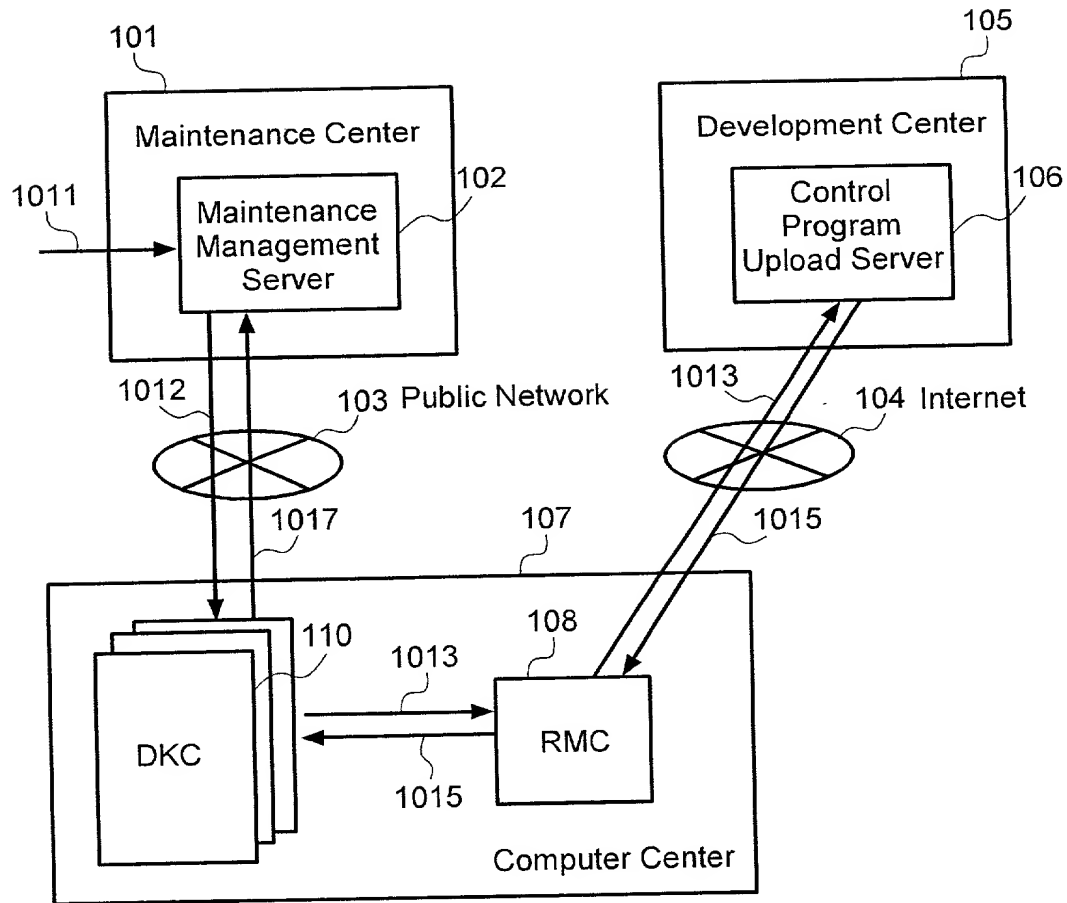 101
105
Maintenance Center
Development Center
1011
102
106
Maintenance
Management
Server
Control
Program
Upload Server
1012
103 Public Network
1013
104 Internet
1017
107
1015
110
108
1013
DKC
RMC
1015
Computer Center